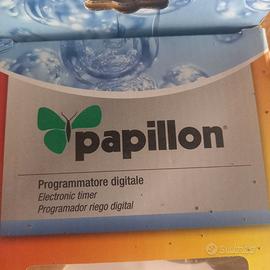 papillon®
Programmatore digitale
Electronic timer
Programador riego digital